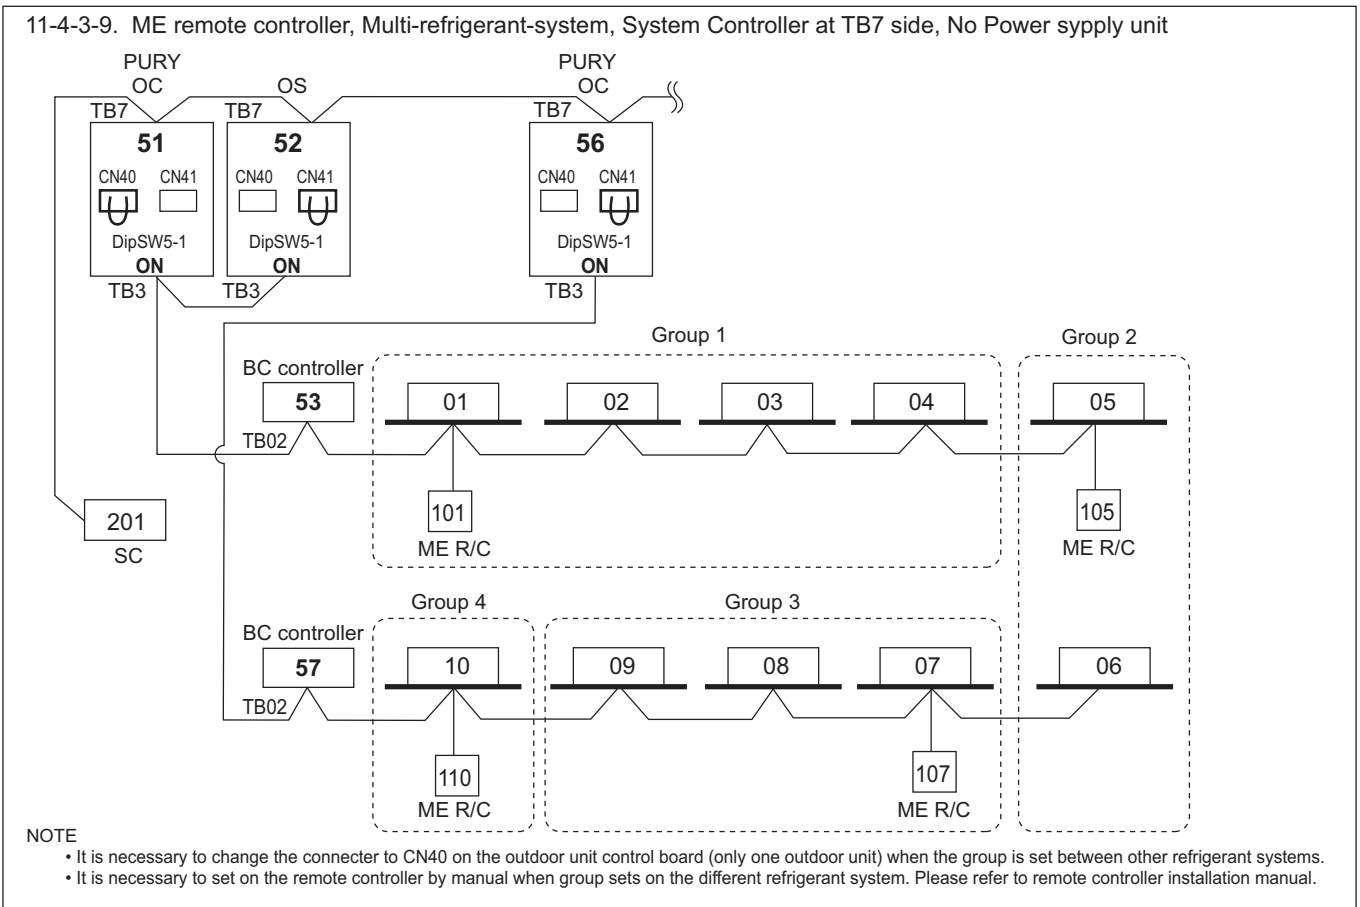 11-4-3-9. ME remote controller, Multi-refrigerant-system, System Controller at TB7 side, No Power sypply unit
PURY
OC
OS
PURY
OC
TB7
TB7
TB7
51
52
56
CN40 CN41
CN40 CN41
CN40 CN41
DipSW5-1
DipSW5-1
DipSW5-1
ON
ON
ON
TB3
TB3
TB3
Group 1
Group 2
BC controller
53
01
02
03
04
05
TB02
101
ME R/C
105
ME R/C
201
SC
Group 4
Group 3
BC controller
57
10
09
08
07
06
TB02
110
ME R/C
107
ME R/C
NOTE
• It is necessary to change the connecter to CN40 on the outdoor unit control board (only one outdoor unit) when the group is set between other refrigerant systems.
• It is necessary to set on the remote controller by manual when group sets on the different refrigerant system. Please refer to remote controller installation manual.